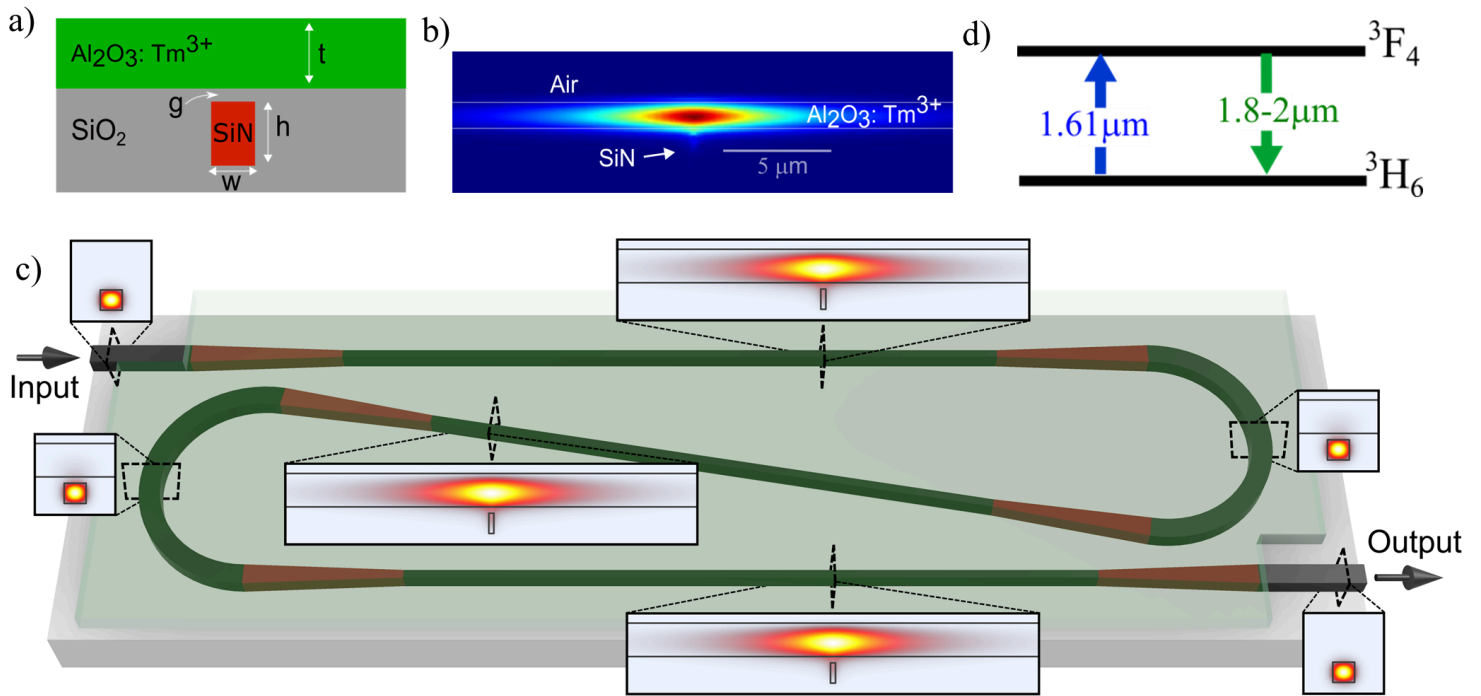 a)
Al2O3: Tm3+
t
g
SiO2
SiN
h
w
b)
Air
Al2O3: Tm3+
SiN
5 μm
d)
3F4
1.61μm
1.8-2μm
3H6
c)
Input
Output